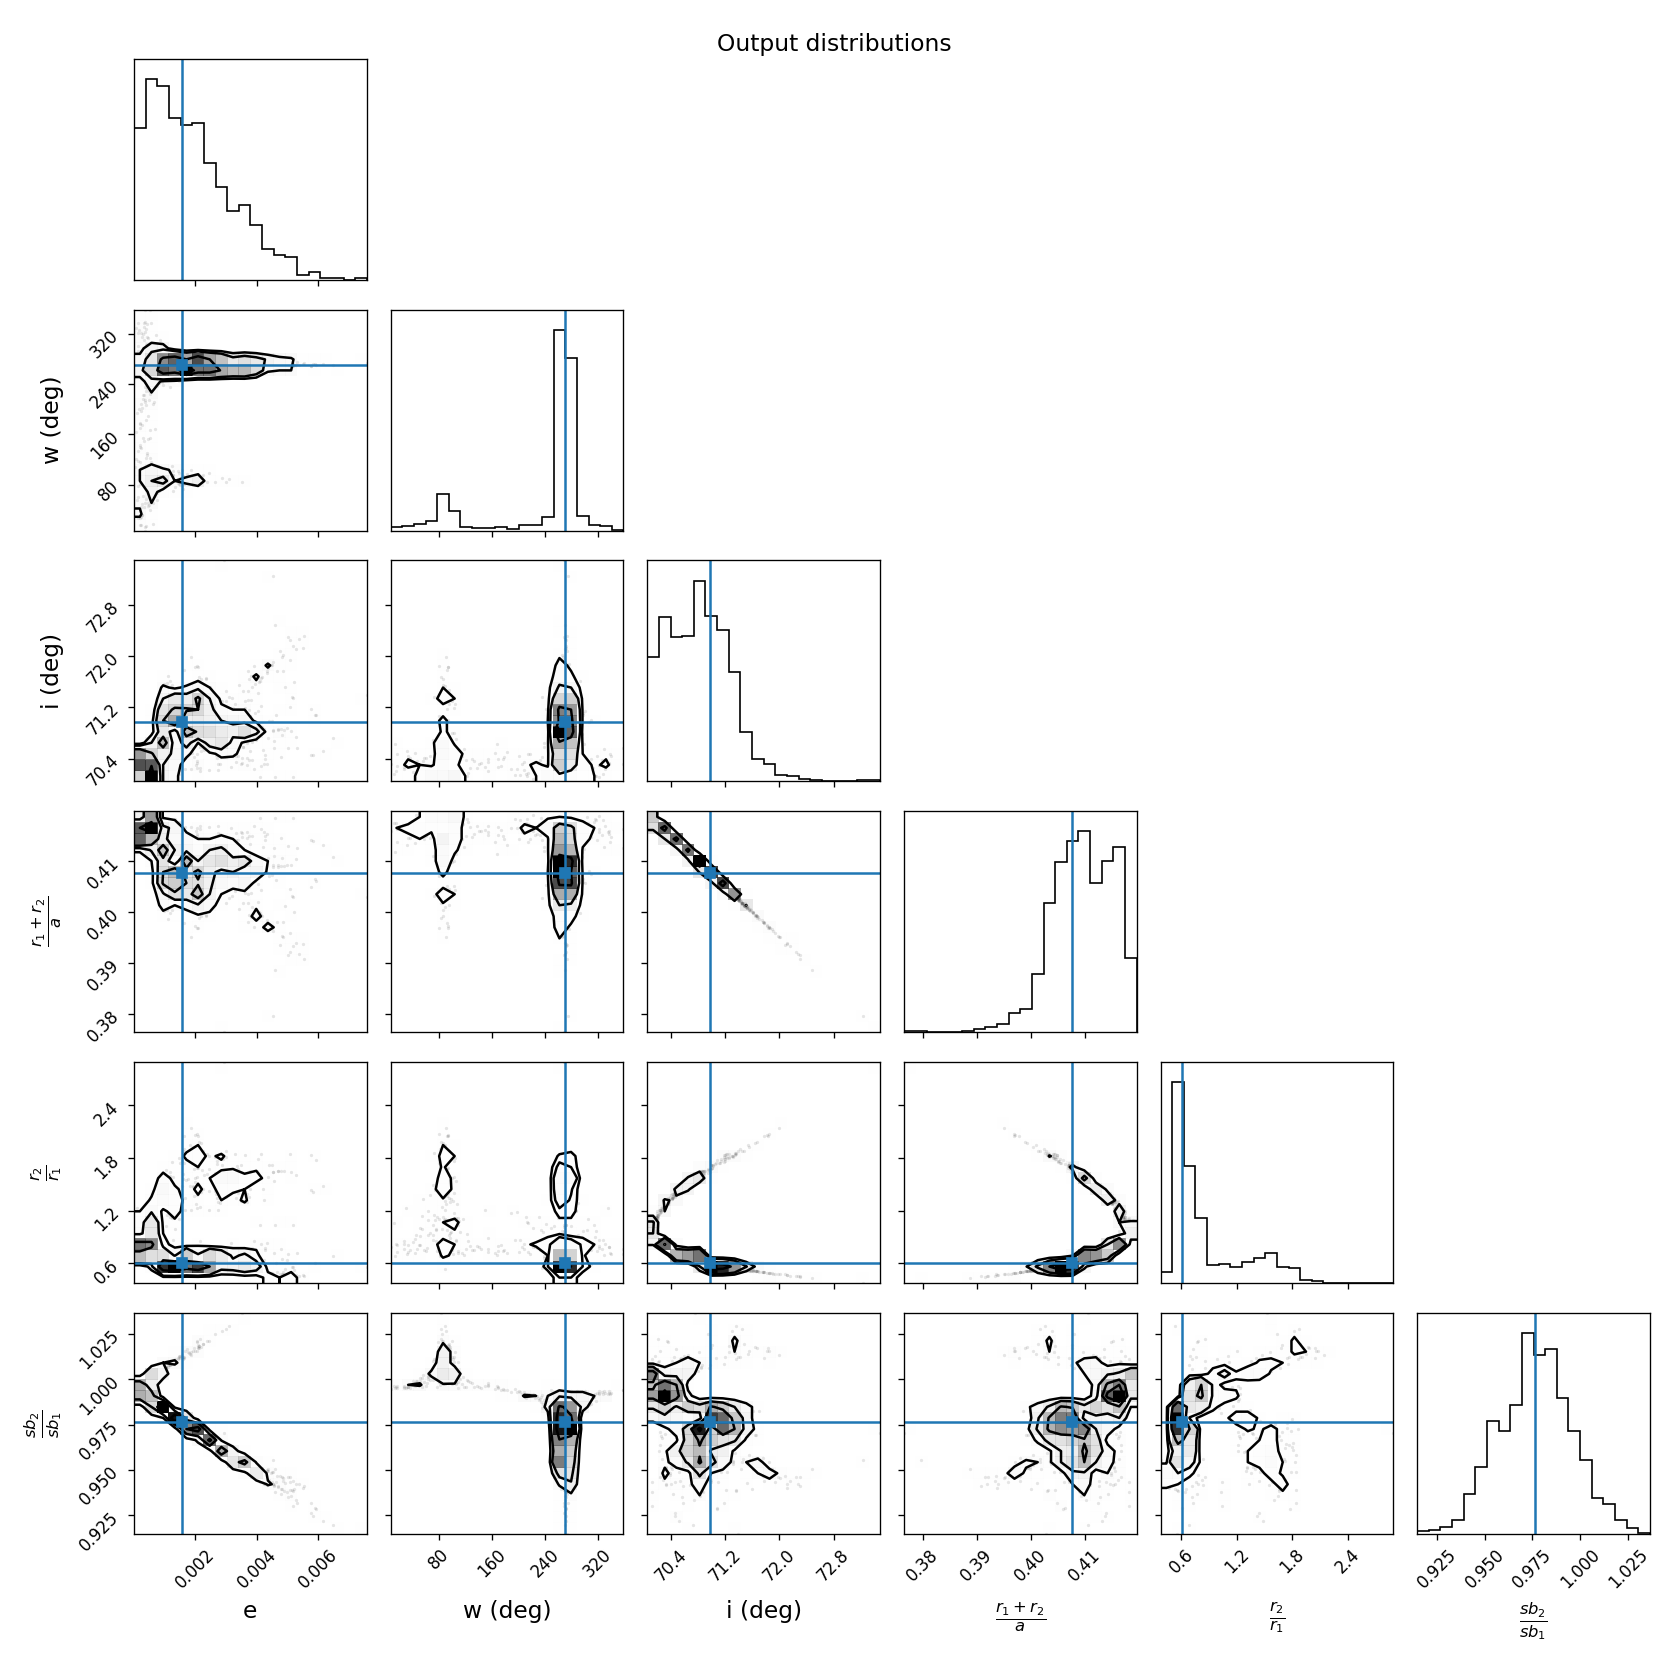 Output distributions
320
240
160
80
w (deg)
72.8
72.0
71.2
70.4
i (deg)
0.41
0.40
0.39
0.38
r₁ + r₂
a
2.4
1.8
1.2
0.6
r₂
r₁
1.025
1.000
0.975
0.950
0.925
sb₂
sb₁
0.002 0.004 0.006 80 160 240 320 70.4 71.2 72.0 72.8 0.38 0.39 0.40 0.41 0.6 1.2 1.8 2.4 0.925 0.950 0.975 1.000 1.025
e w (deg) i (deg)
r₁ + r₂
a
r₂
r₁
sb₂
sb₁